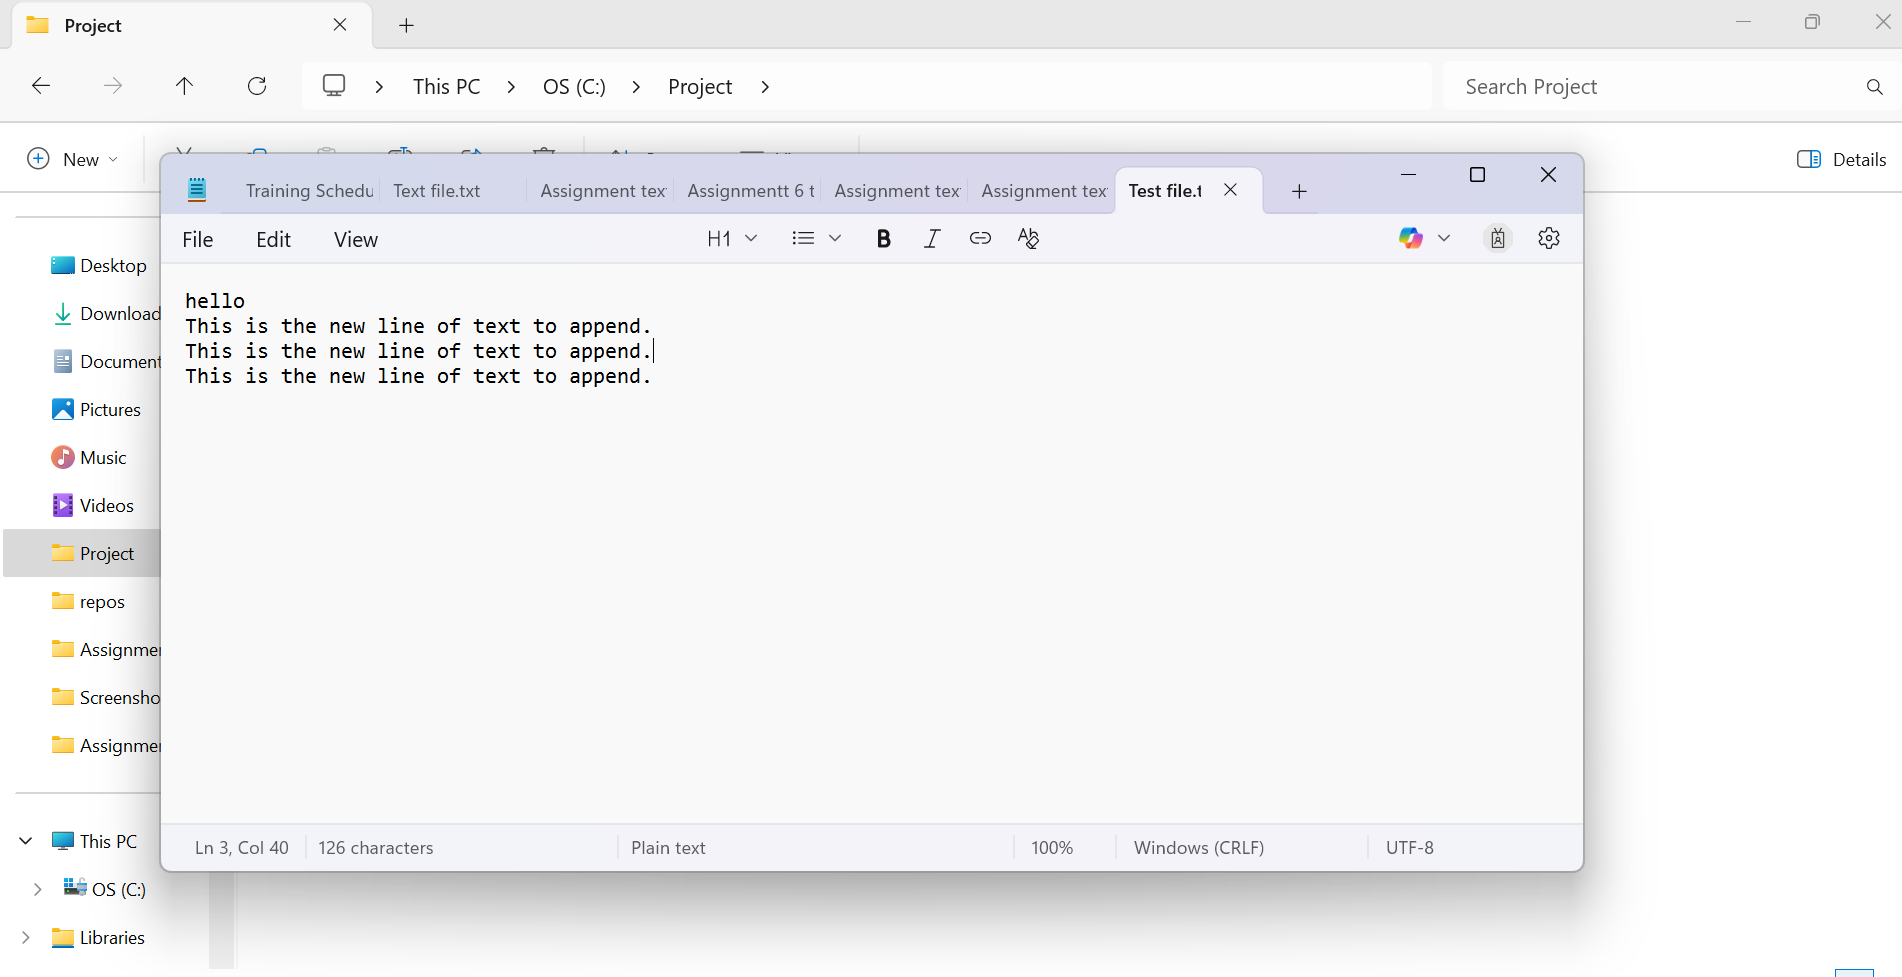 Project
This PC
OS (C:)
Project
Search Project
New
Details
Training Schedu
Text file.txt
Assignment tex
Assignmentt 6 t
Assignment tex
Assignment tex
Test file.t
File
Edit
View
H1
B
I
Desktop
Download
Document
Pictures
Music
Videos
Project
repos
Assignme
Screensho
Assignme
This PC
OS (C:)
Libraries
hello
This is the new line of text to append.
This is the new line of text to append.
This is the new line of text to append.
Ln 3, Col 40
126 characters
Plain text
100%
Windows (CRLF)
UTF-8